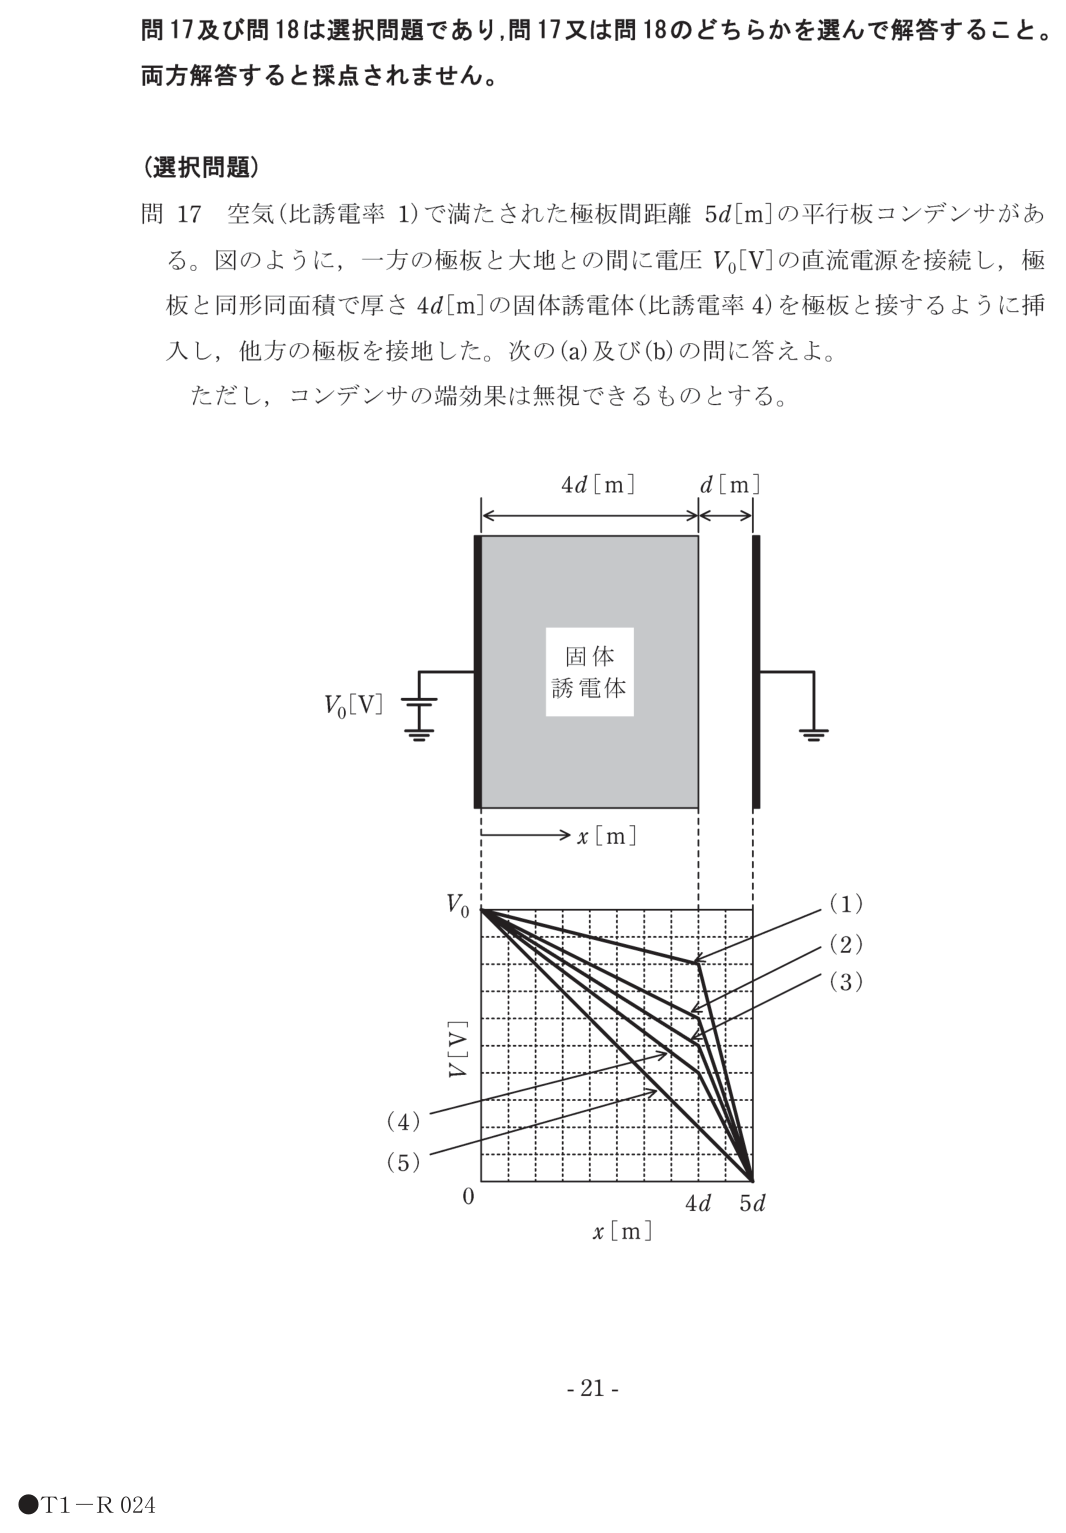 問17及び問18は選択問題であり,問17又は問18のどちらかを選んで解答すること。
両方解答すると採点されません。
(選択問題)
問 17　空気(比誘電率 1)で満たされた極板間距離 5d[m]の平行板コンデンサがあ
る。図のように，一方の極板と大地との間に電圧 V₀[V]の直流電源を接続し，極
板と同形同面積で厚さ 4d[m]の固体誘電体(比誘電率 4)を極板と接するように挿
入し，他方の極板を接地した。次の(a)及び(b)の問に答えよ。
ただし，コンデンサの端効果は無視できるものとする。
4d[m]
d[m]
固体
誘電体
V₀[V]
x[m]
V₀
(1)
(2)
(3)
V[V]
(4)
(5)
0
4d
5d
x[m]
- 21 -
●T1－R 024